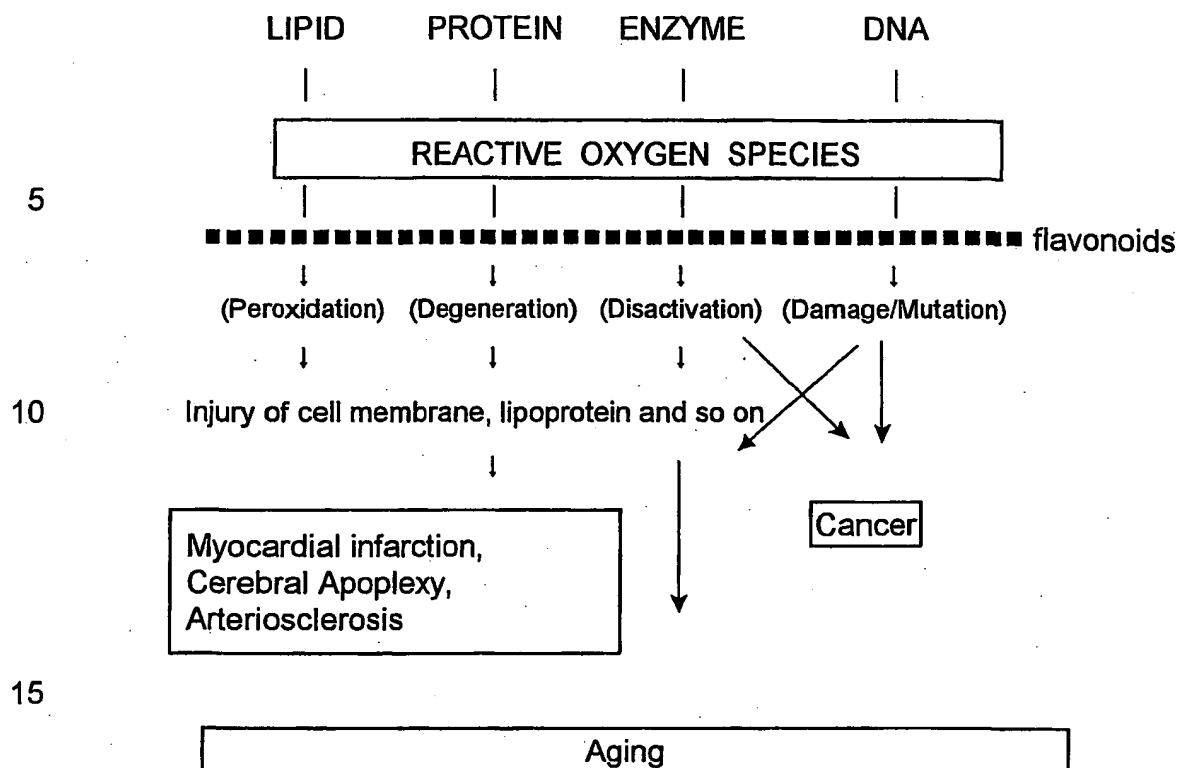 LIPID PROTEIN ENZYME DNA
REACTIVE OXYGEN SPECIES
5
flavonoids
(Peroxidation) (Degeneration) (Disactivation) (Damage/Mutation)
10 Injury of cell membrane, lipoprotein and so on
Cancer
Myocardial infarction,
Cerebral Apoplexy,
Arteriosclerosis
15
Aging